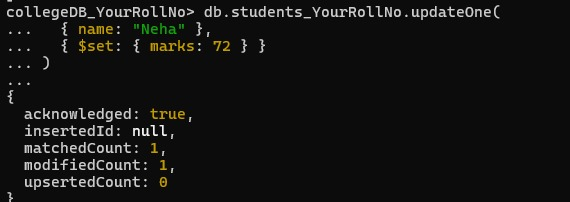 collegeDB_YourRollNo> db.students_YourRollNo.updateOne(
...   { name: "Neha" },
...   { $set: { marks: 72 } }
... )
...
{
  acknowledged: true,
  insertedId: null,
  matchedCount: 1,
  modifiedCount: 1,
  upsertedCount: 0
}